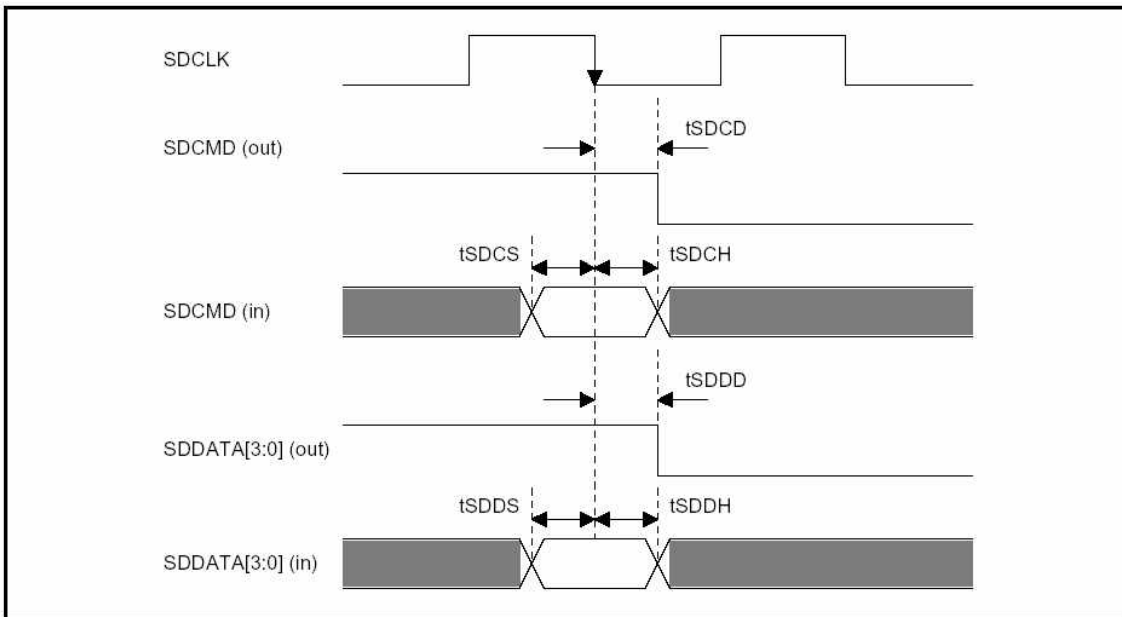 SDCLK
tSDCD
SDCMD (out)
tSDCS
tSDCH
SDCMD (in)
tSDDD
SDDATA[3:0] (out)
tSDDS
tSDDH
SDDATA[3:0] (in)